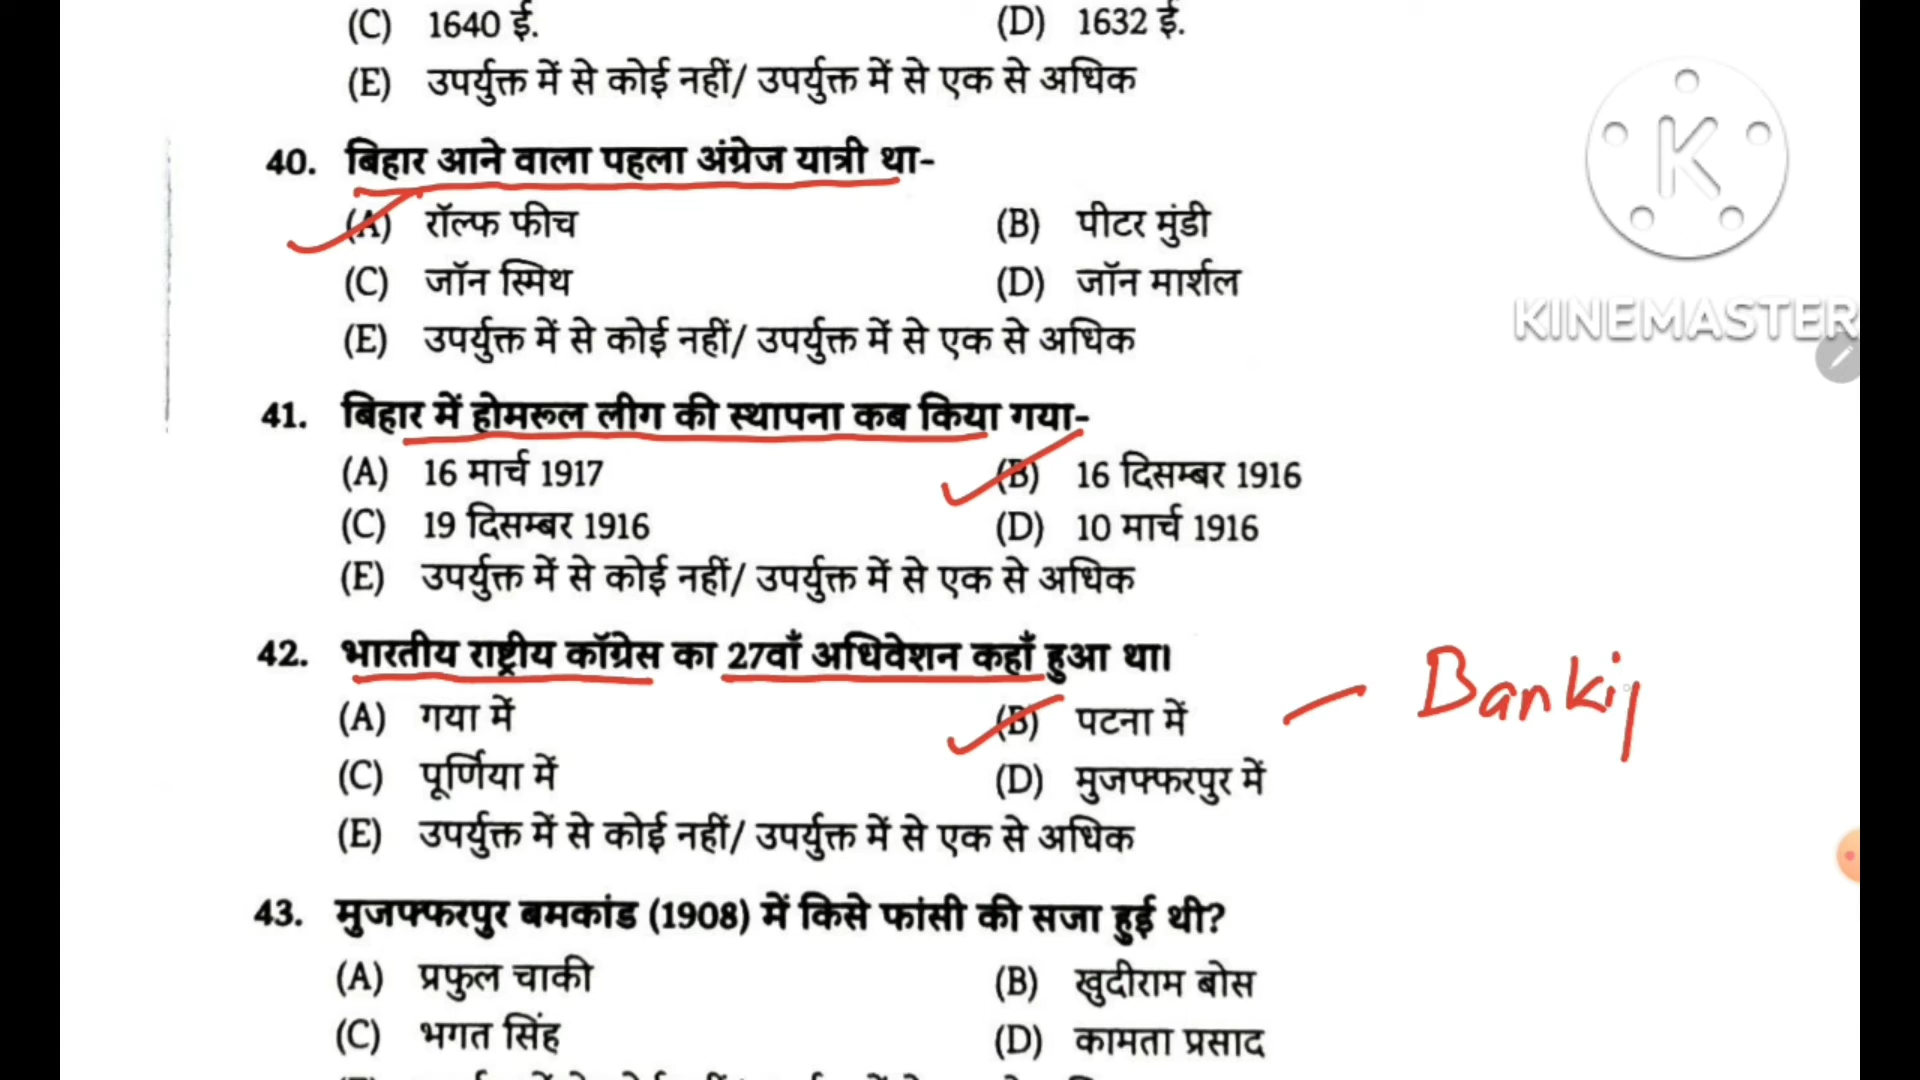 (C) 1640 ई. (D) 1632 ई.
(E) उपर्युक्त में से कोई नहीं/ उपर्युक्त में से एक से अधिक
40. बिहार आने वाला पहला अंग्रेज यात्री था-
(A) रॉल्फ फीच (B) पीटर मुंडी
(C) जॉन स्मिथ (D) जॉन मार्शल
(E) उपर्युक्त में से कोई नहीं/ उपर्युक्त में से एक से अधिक
K
KINEMASTER
41. बिहार में होमरूल लीग की स्थापना कब किया गया-
(A) 16 मार्च 1917 (B) 16 दिसम्बर 1916
(C) 19 दिसम्बर 1916 (D) 10 मार्च 1916
(E) उपर्युक्त में से कोई नहीं/ उपर्युक्त में से एक से अधिक
42. भारतीय राष्ट्रीय कॉग्रेस का 27वाँ अधिवेशन कहाँ हुआ था।
(A) गया में (B) पटना में – Bankij
(C) पूर्णिया में (D) मुजफ्फरपुर में
(E) उपर्युक्त में से कोई नहीं/ उपर्युक्त में से एक से अधिक
43. मुजफ्फरपुर बमकांड (1908) में किसे फांसी की सजा हुई थी?
(A) प्रफुल चाकी (B) खुदीराम बोस
(C) भगत सिंह (D) कामता प्रसाद